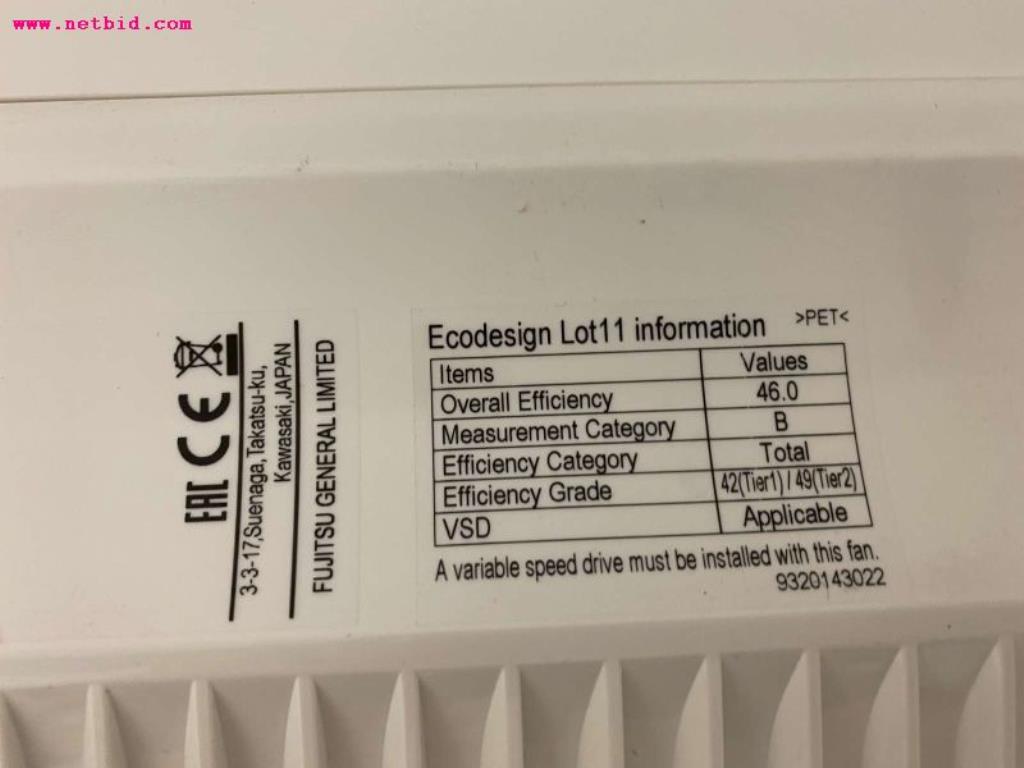 www.netbid.com
EAC CE
3-3-17,Suenaga,Takatsu-ku,
Kawasaki,JAPAN
FUJITSU GENERAL LIMITED
Ecodesign Lot11 information >PET<
Items Values
Overall Efficiency 46.0
Measurement Category B
Efficiency Category Total
Efficiency Grade 42(Tier1) / 49(Tier2)
VSD Applicable
A variable speed drive must be installed with this fan.
9320143022